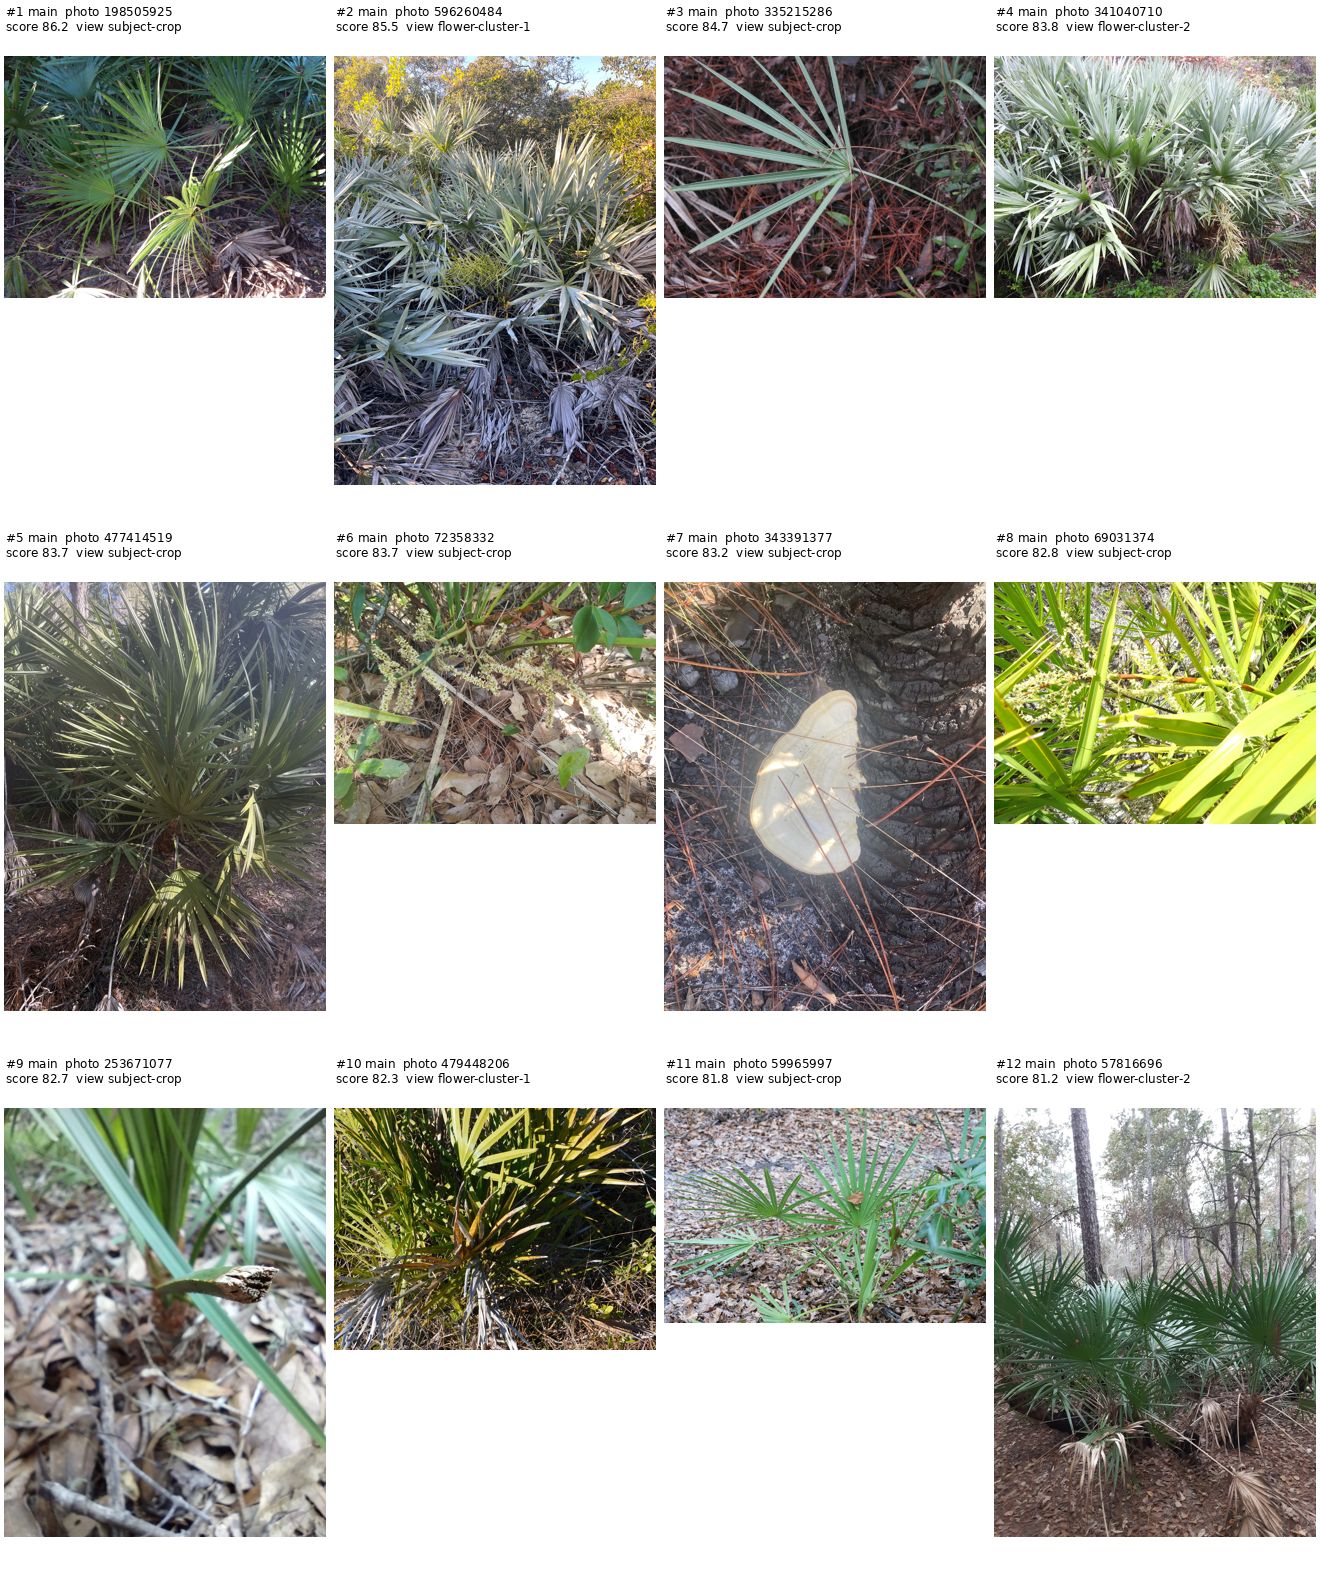 #1 main  photo 198505925
score 86.2  view subject-crop
#2 main  photo 596260484
score 85.5  view flower-cluster-1
#3 main  photo 335215286
score 84.7  view subject-crop
#4 main  photo 341040710
score 83.8  view flower-cluster-2
#5 main  photo 477414519
score 83.7  view subject-crop
#6 main  photo 72358332
score 83.7  view subject-crop
#7 main  photo 343391377
score 83.2  view subject-crop
#8 main  photo 69031374
score 82.8  view subject-crop
#9 main  photo 253671077
score 82.7  view subject-crop
#10 main  photo 479448206
score 82.3  view flower-cluster-1
#11 main  photo 59965997
score 81.8  view subject-crop
#12 main  photo 57816696
score 81.2  view flower-cluster-2